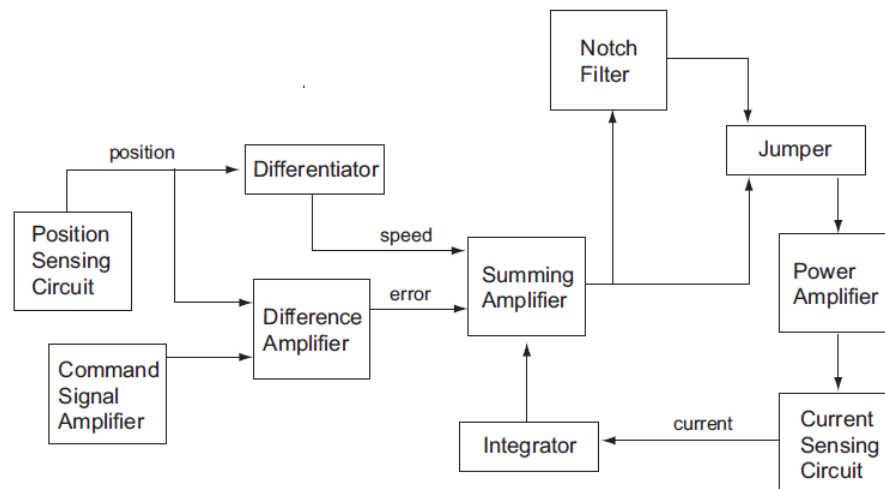 Notch
Filter
Jumper
position
Differentiator
Position
Sensing
Circuit
speed
Summing
Amplifier
Power
Amplifier
error
Difference
Amplifier
Command
Signal
Amplifier
Integrator
current
Current
Sensing
Circuit